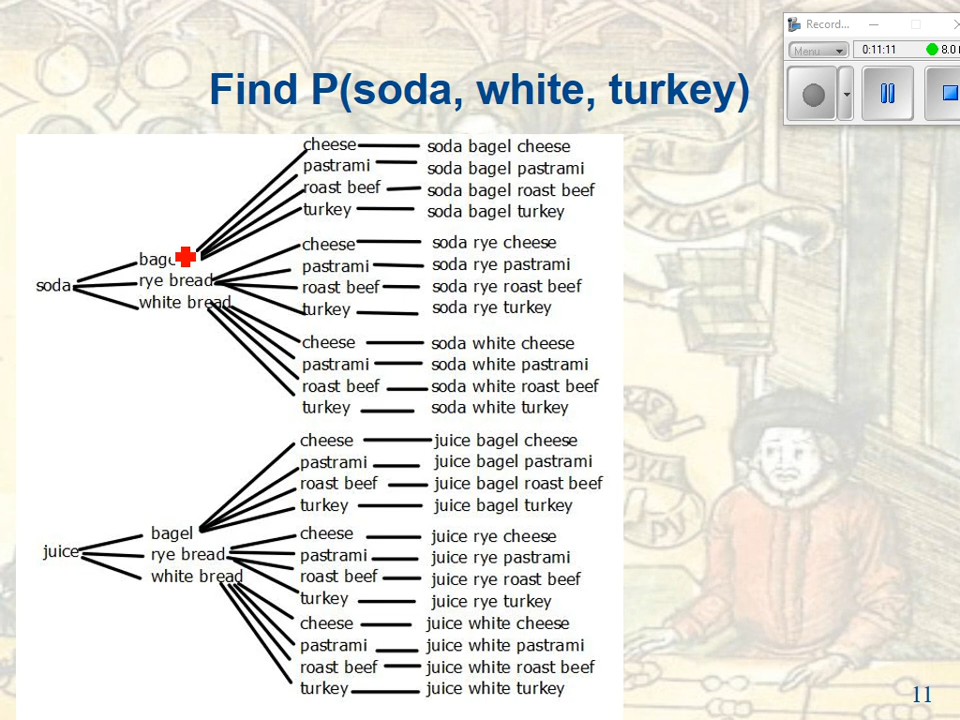 Record...
Menu
0:11:11
8.0
Find P(soda, white, turkey)
cheese soda bagel cheese
pastrami soda bagel pastrami
roast beef soda bagel roast beef
turkey soda bagel turkey
soda
rye bread
white bread
cheese soda rye cheese
pastrami soda rye pastrami
roast beef soda rye roast beef
turkey soda rye turkey
cheese soda white cheese
pastrami soda white pastrami
roast beef soda white roast beef
turkey soda white turkey
cheese juice bagel cheese
pastrami juice bagel pastrami
roast beef juice bagel roast beef
turkey juice bagel turkey
juice
bagel
rye bread
white bread
cheese juice rye cheese
pastrami juice rye pastrami
roast beef juice rye roast beef
turkey juice rye turkey
cheese juice white cheese
pastrami juice white pastrami
roast beef juice white roast beef
turkey juice white turkey
11